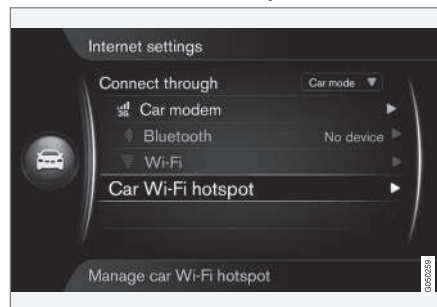 Internet settings
Connect through Car mode
3G Car modem
Bluetooth No device
Wi-Fi
Car Wi-Fi hotspot
Manage car Wi-Fi hotspot
G050259